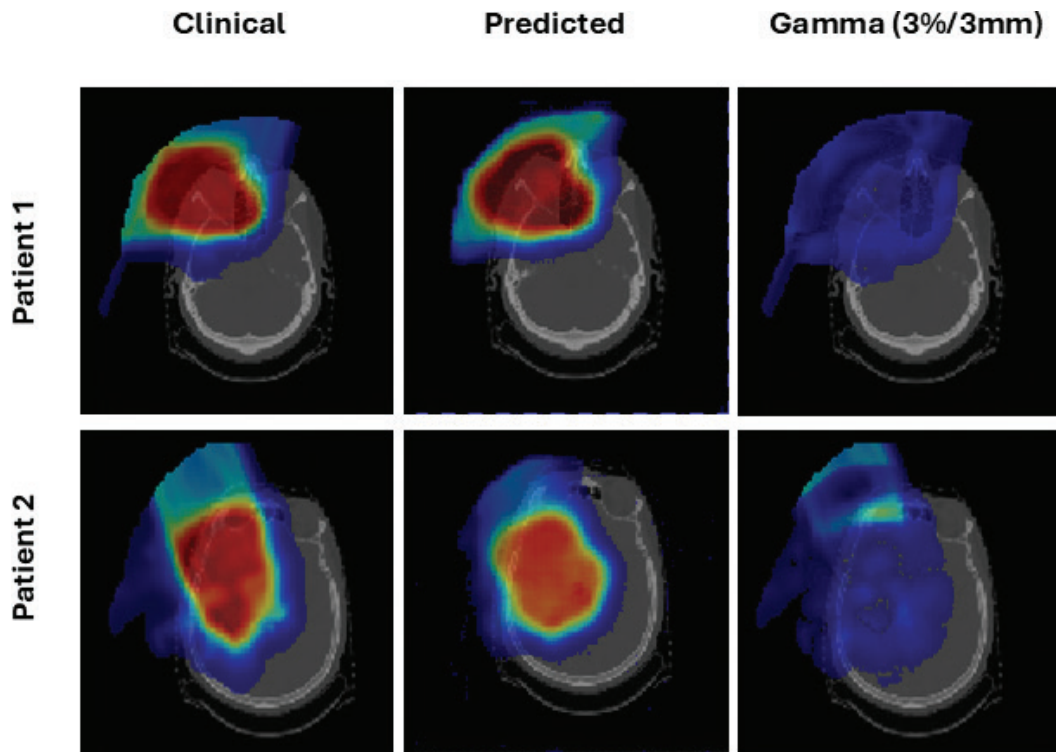 Clinical
Predicted
Gamma (3%/3mm)
Patient 1
Patient 2